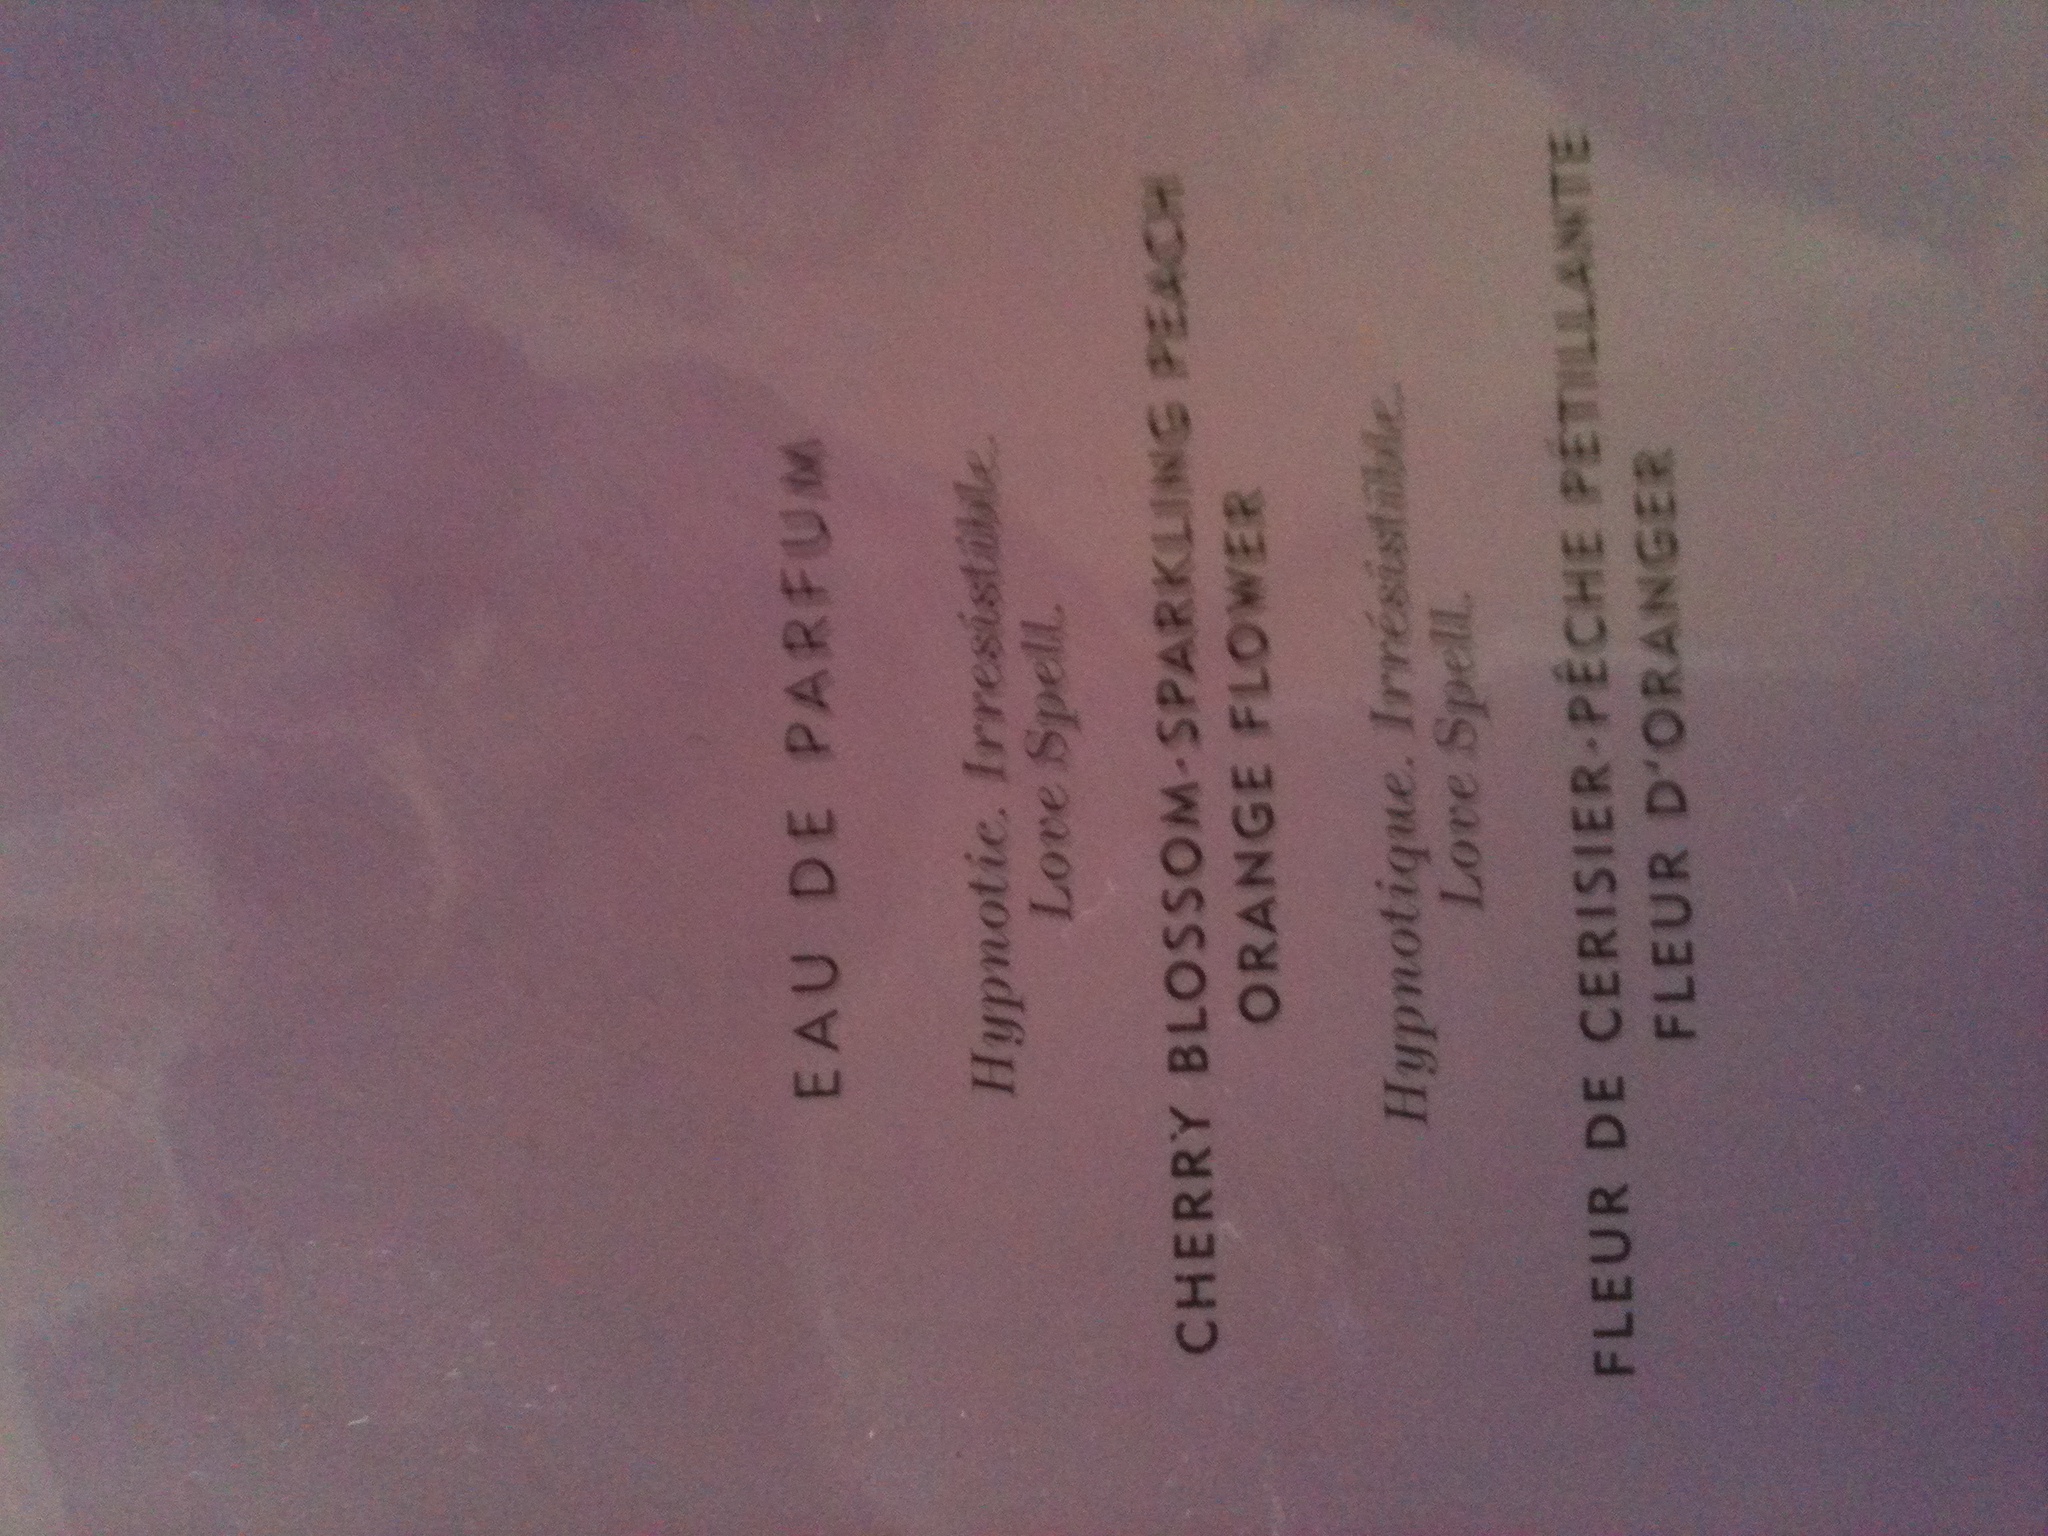 EAU DE PARFUM
Hypnotic. Irresistible.
Love Spell.
CHERRY BLOSSOM·SPARKLING PEACH
ORANGE FLOWER
Hypnotique. Irrésistible.
Love Spell.
FLEUR DE CERISIER·PÊCHE PÉTILLANTE
FLEUR D'ORANGER